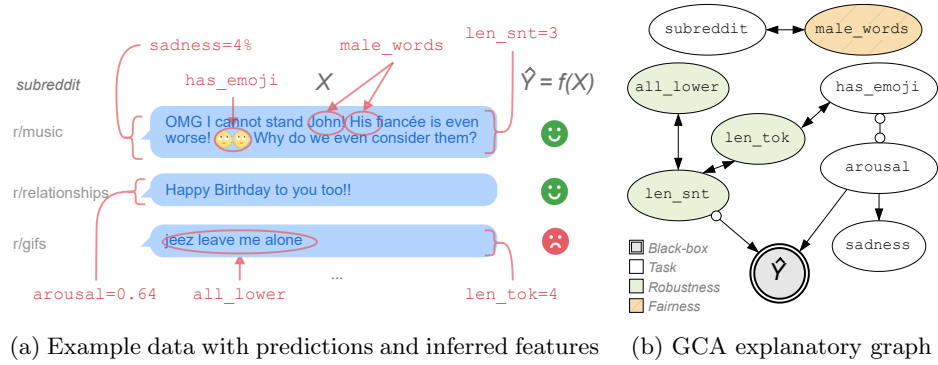 sadness=4%
male_words
len_snt=3
subreddit
has_emoji
X
Ŷ = f(X)
r/music
OMG I cannot stand John! His fiancée is even
worse! 🙄🙄 Why do we even consider them?
r/relationships
Happy Birthday to you too!!
r/gifs
jeez leave me alone
...
arousal=0.64
all_lower
len_tok=4
(a) Example data with predictions and inferred features
subreddit
male_words
all_lower
has_emoji
len_tok
arousal
len_snt
sadness
Ŷ
Black-box
Task
Robustness
Fairness
(b) GCA explanatory graph